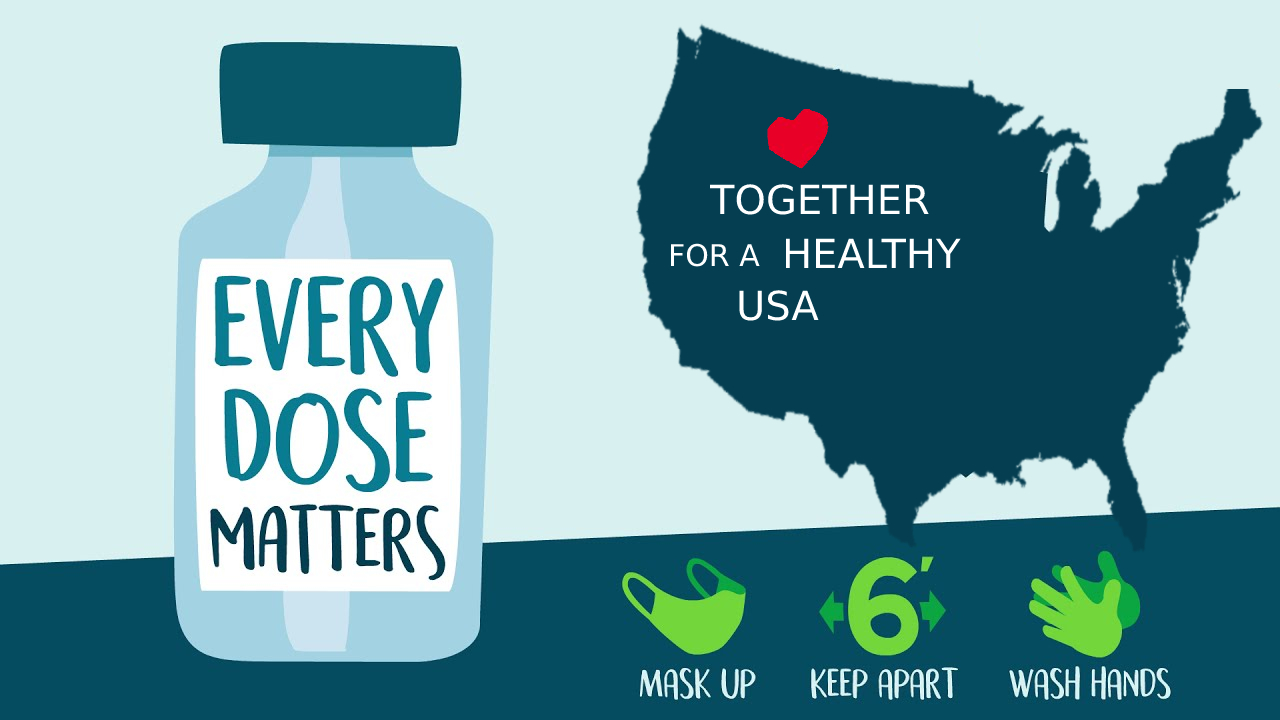 EVERY
DOSE
MATTERS
TOGETHER
FOR A HEALTHY
USA
6'
MASK UP
KEEP APART
WASH HANDS